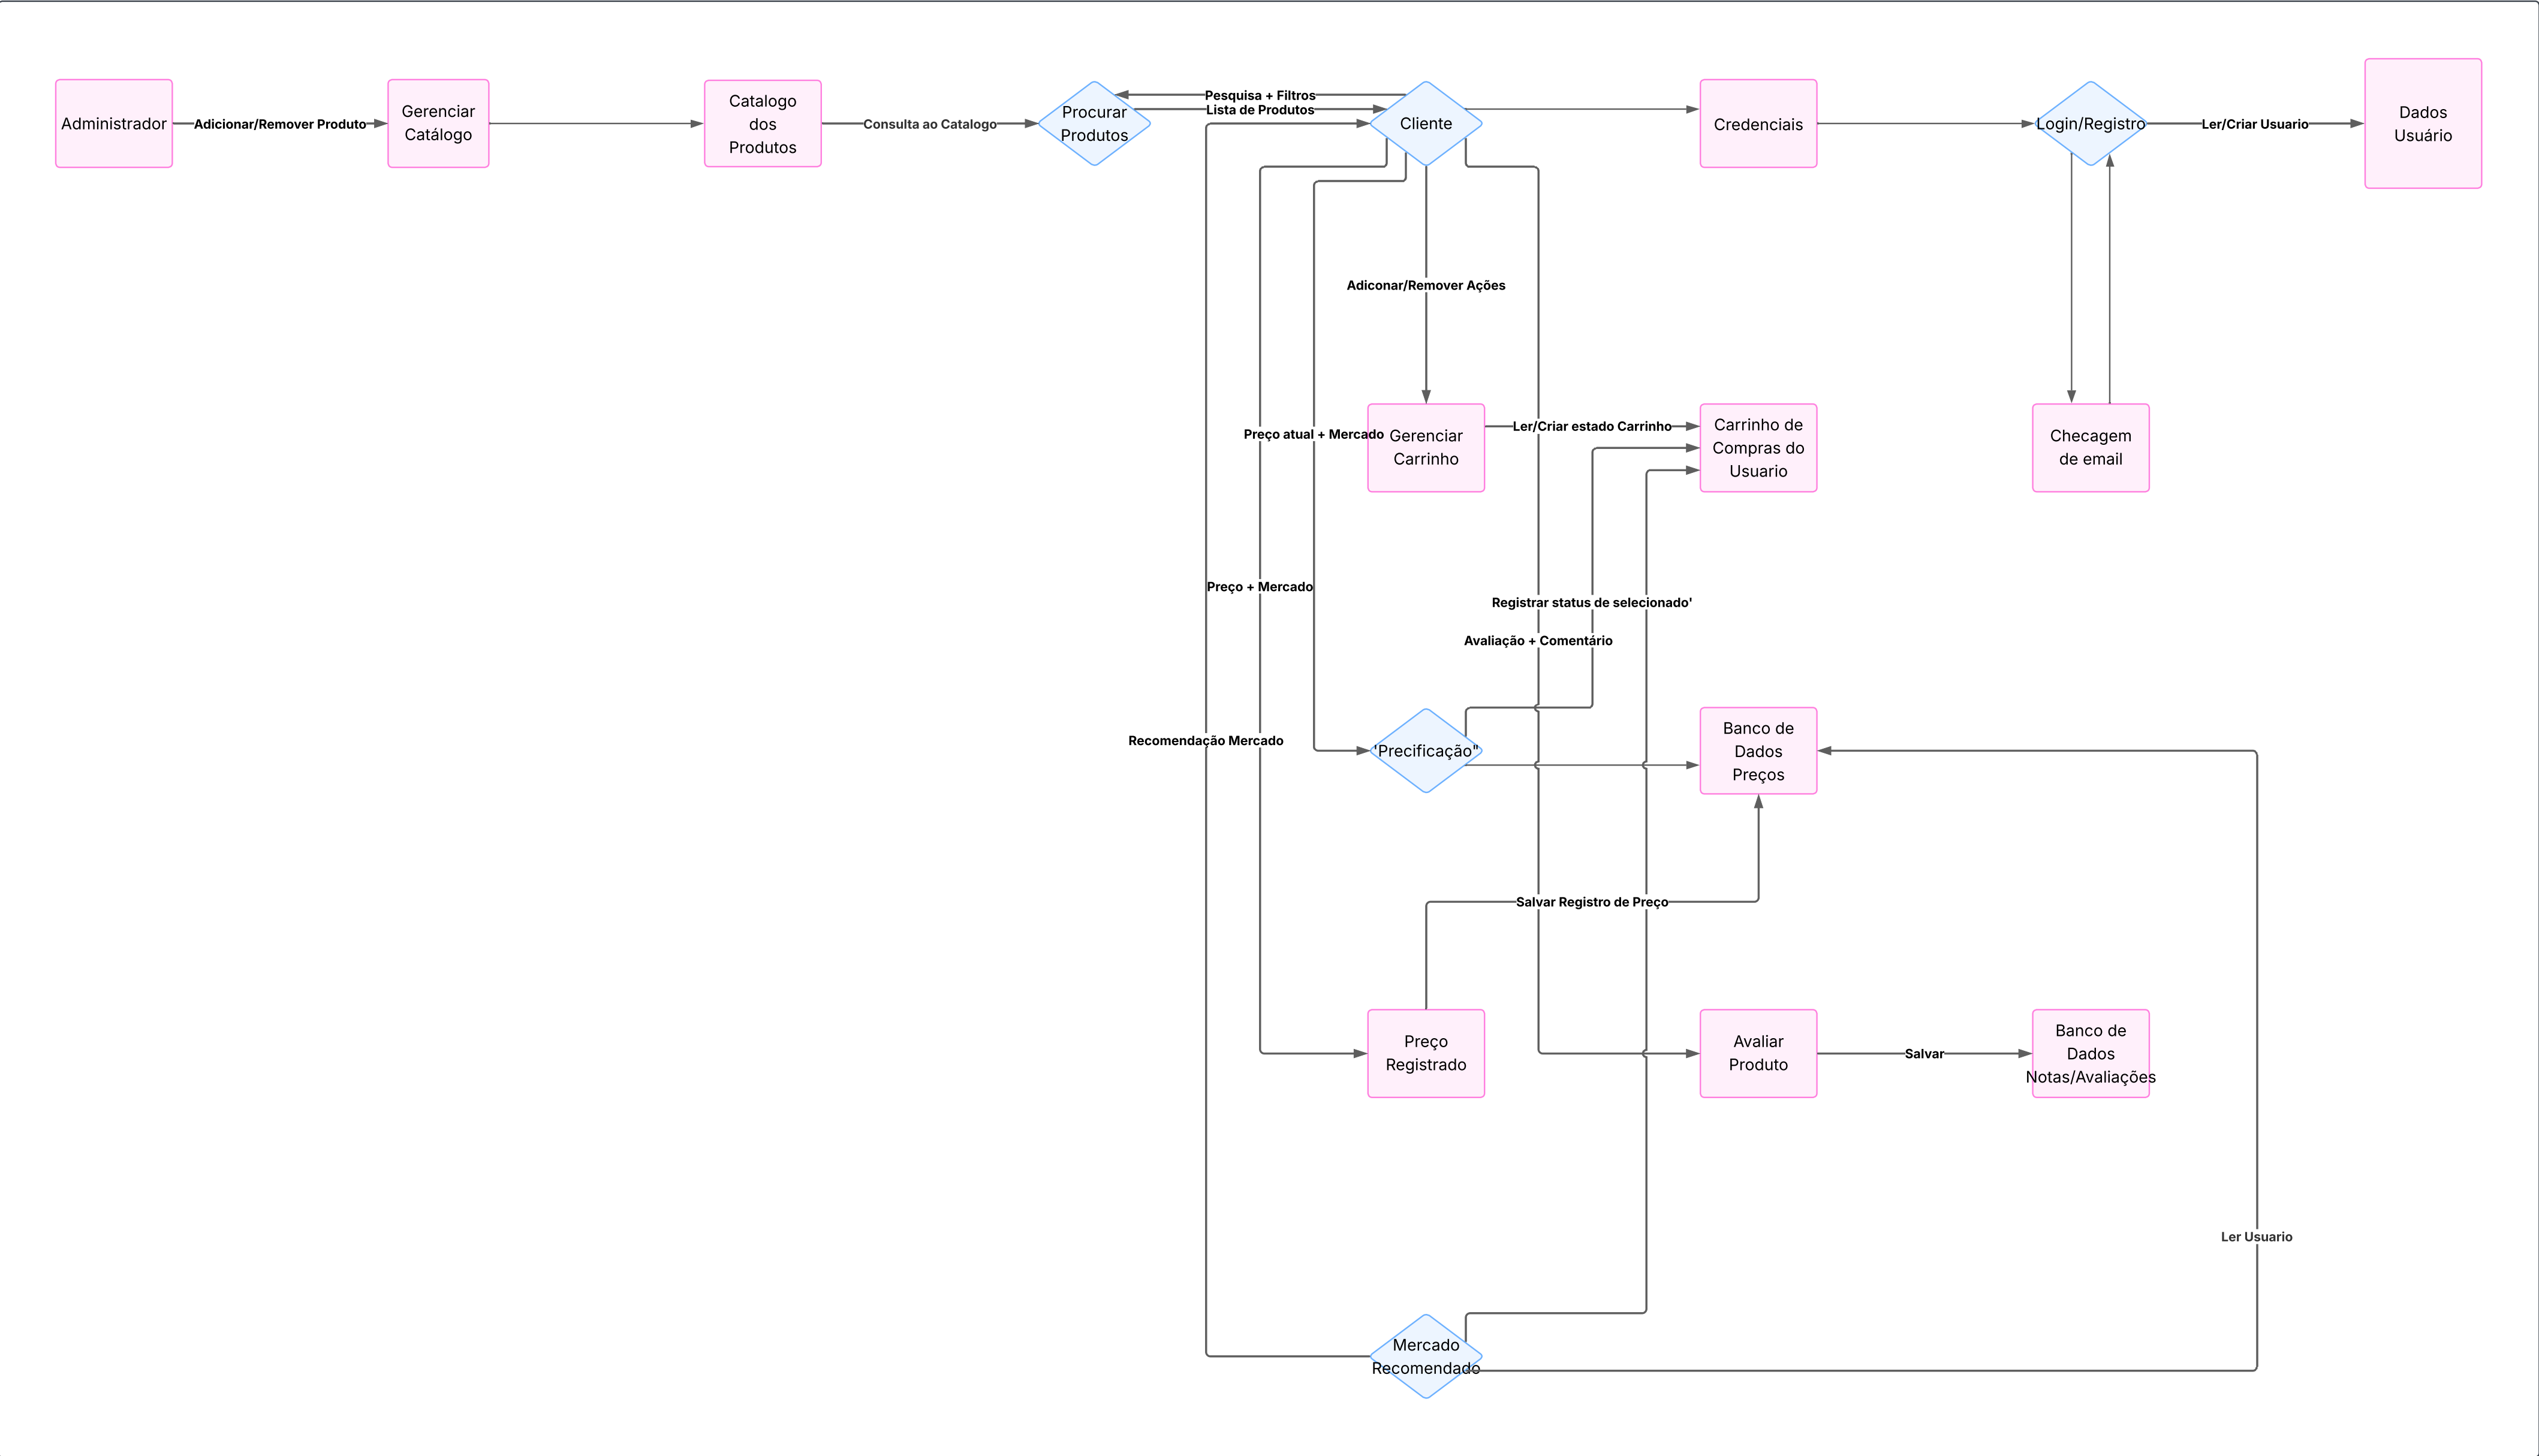 Administrador
Adicionar/Remover Produto
Gerenciar
Catálogo
Catalogo
dos
Produtos
Consulta ao Catalogo
Procurar
Produtos
Pesquisa + Filtros
Lista de Produtos
Cliente
Credenciais
Login/Registro
Ler/Criar Usuario
Dados
Usuário
Adiconar/Remover Ações
Preço atual + Mercado
Gerenciar
Carrinho
Ler/Criar estado Carrinho
Carrinho de
Compras do
Usuario
Checagem
de email
Preço + Mercado
Registrar status de selecionado'
Avaliação + Comentário
Recomendação Mercado
'Precificação"
Banco de
Dados
Preços
Salvar Registro de Preço
Preço
Registrado
Avaliar
Produto
Salvar
Banco de
Dados
Notas/Avaliações
Ler Usuario
Mercado
Recomendado